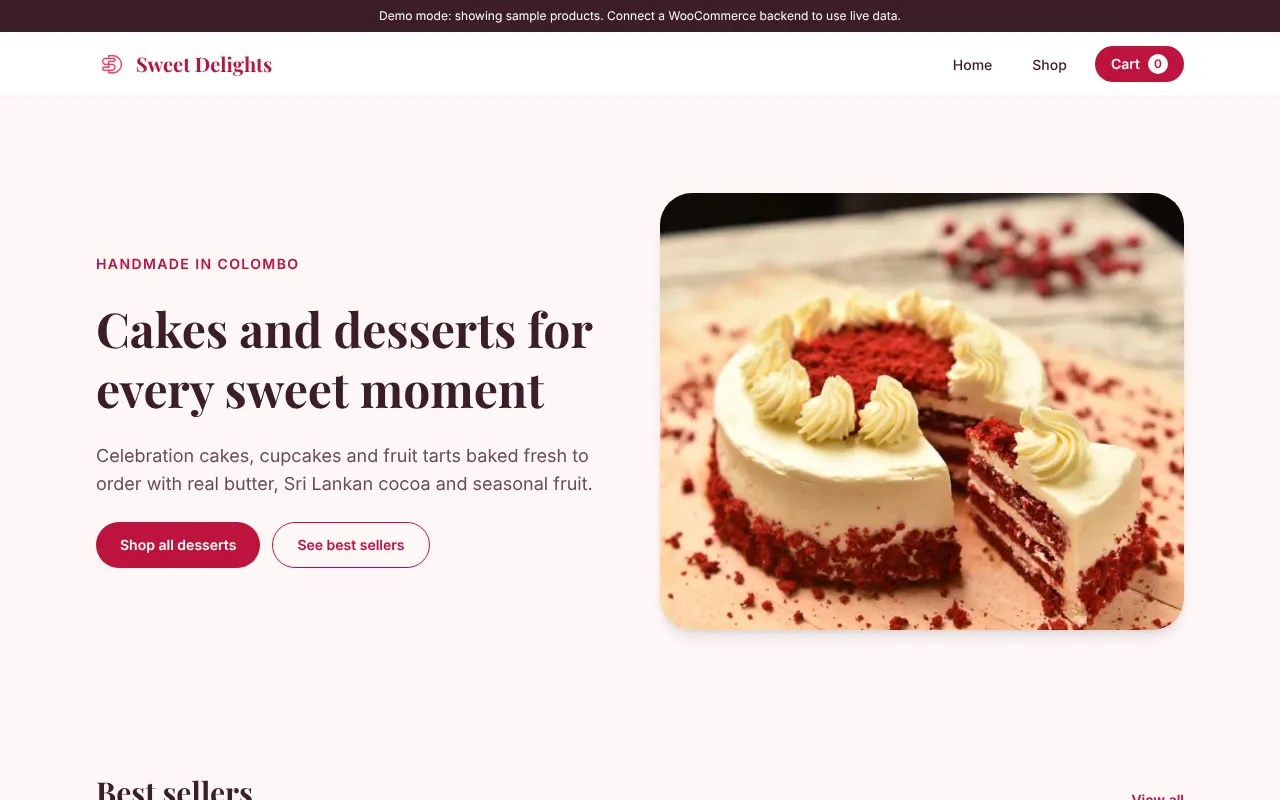 Demo mode: showing sample products. Connect a WooCommerce backend to use live data.
Sweet Delights
Home
Shop
Cart 0
HANDMADE IN COLOMBO
Cakes and desserts for
every sweet moment
Celebration cakes, cupcakes and fruit tarts baked fresh to
order with real butter, Sri Lankan cocoa and seasonal fruit.
Shop all desserts
See best sellers
Best sellers
View all